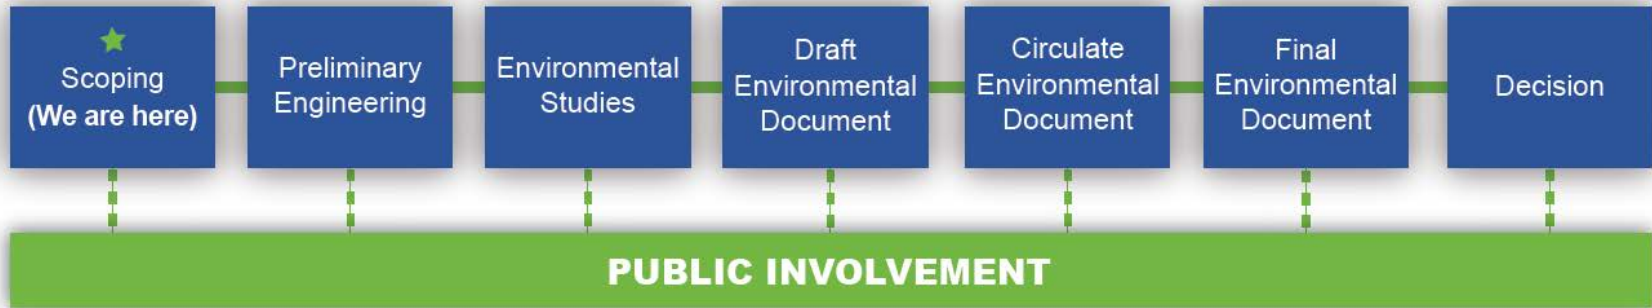 Scoping
(We are here)
Preliminary
Engineering
Environmental
Studies
Draft
Environmental
Document
Circulate
Environmental
Document
Final
Environmental
Document
Decision
PUBLIC INVOLVEMENT